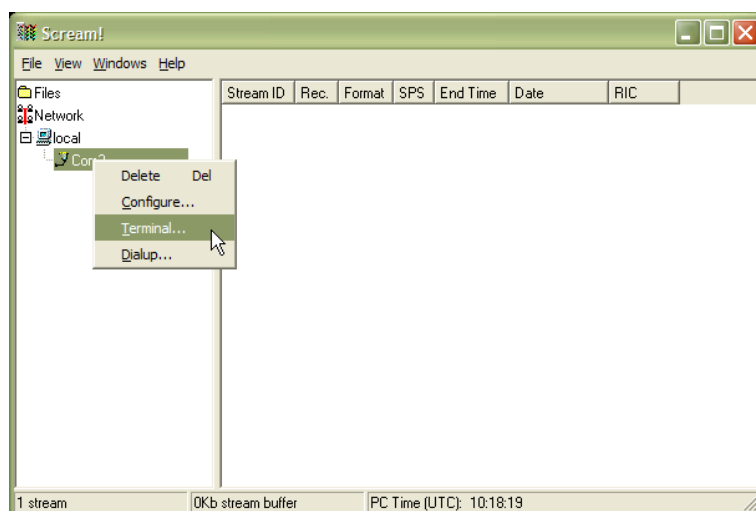 Scream!
File View Windows Help
Files
Network
local
Stream ID Rec. Format SPS End Time Date RIC
Delete Del
Configure...
Terminal...
Dialup...
1 stream 0Kb stream buffer PC Time (UTC): 10:18:19